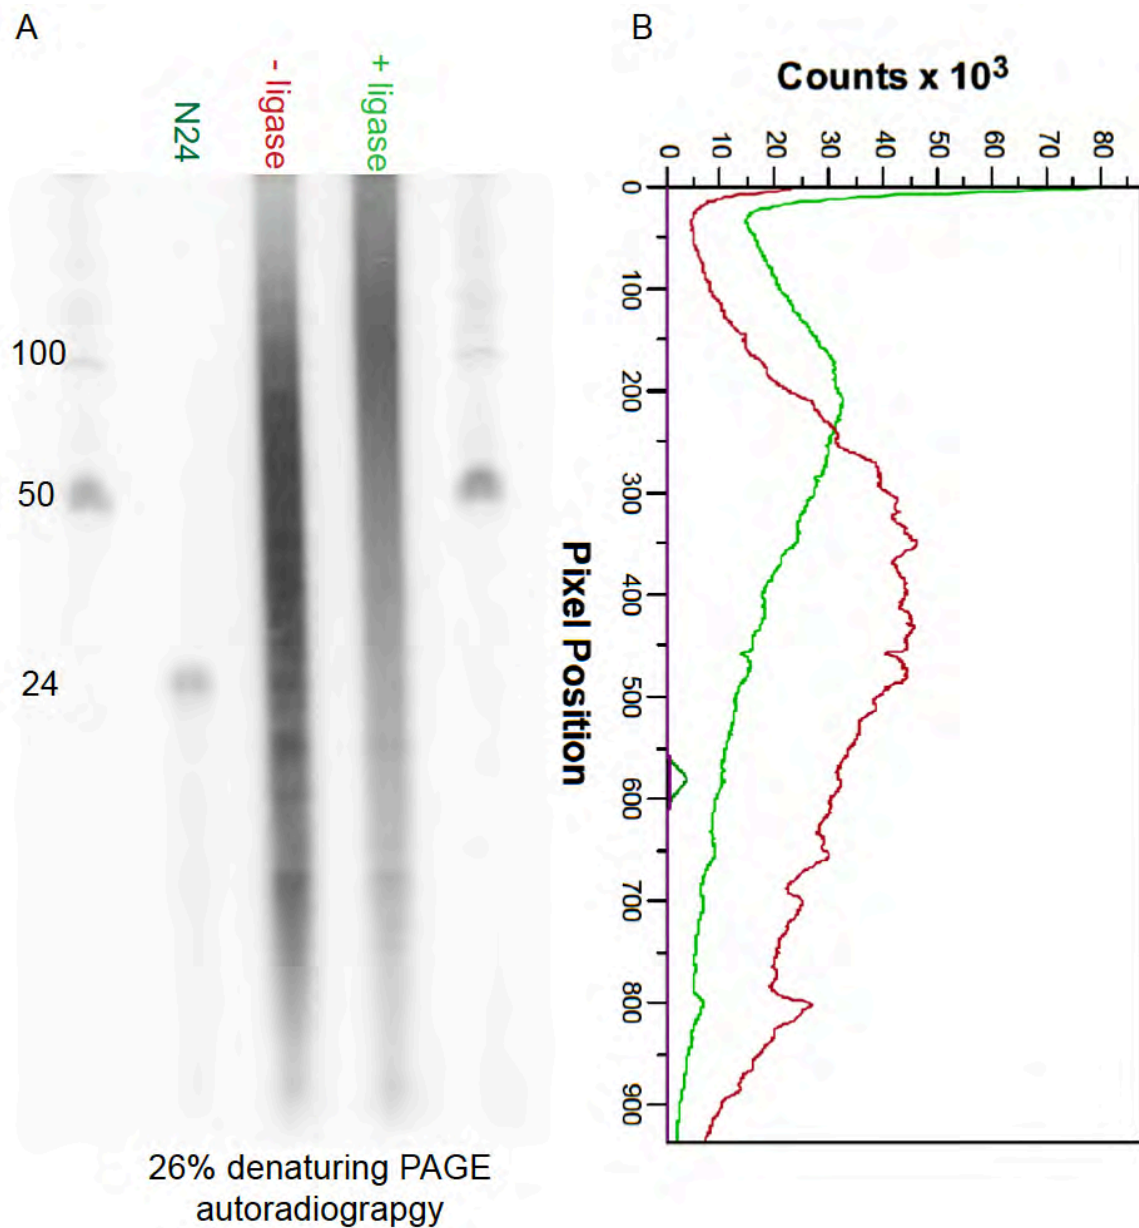 A
N24
- ligase
+ ligase
100
50
24
26% denaturing PAGE
autoradiograpgy
B
Counts x 10³
0 10 20 30 40 50 60 70 80
0
100
200
300
400
500
600
700
800
900
Pixel Position